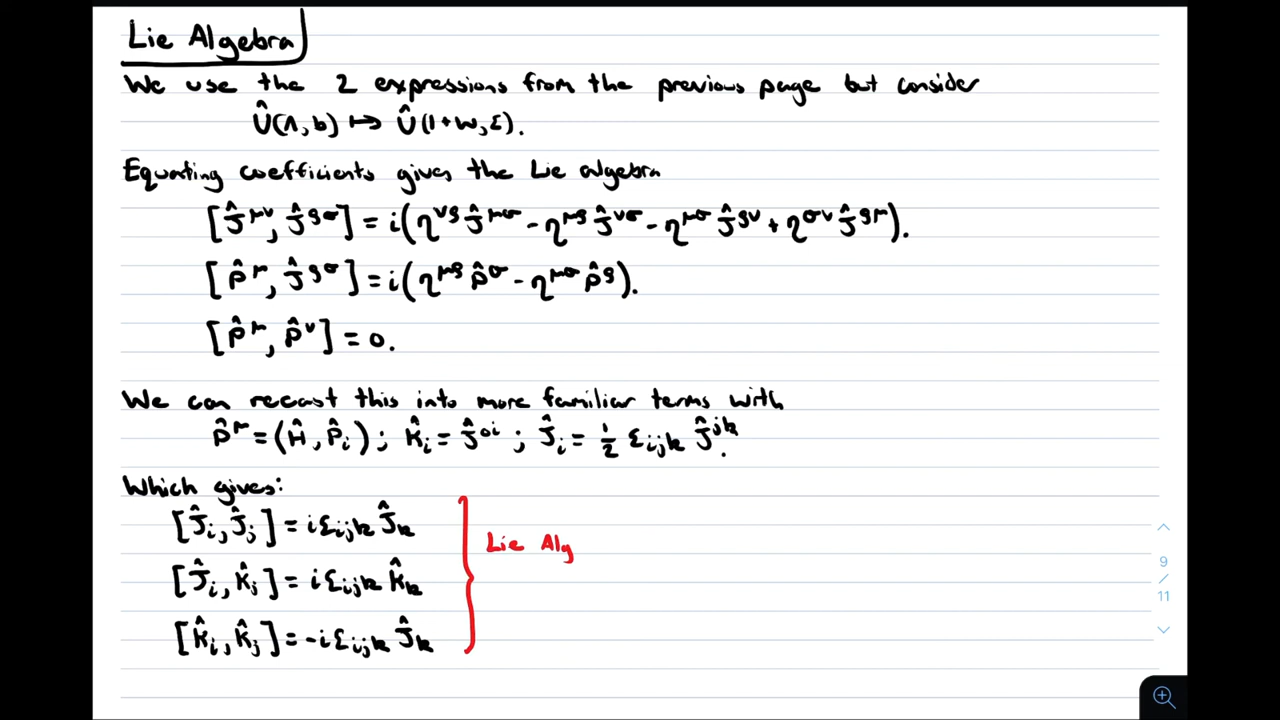 Lie Algebra
We use the 2 expressions from the previous page but consider
Û(Λ, b) ↦ Û(1+ω, ε).
Equating coefficients gives the Lie algebra
[Ĵ^μν, Ĵ^ρσ] = i(η^νρ Ĵ^μσ - η^μρ Ĵ^νσ - η^μσ Ĵ^ρν + η^σν Ĵ^ρμ).
[P̂^μ, Ĵ^ρσ] = i(η^μρ P̂^σ - η^μσ P̂^ρ).
[P̂^μ, P̂^ν] = 0.
We can recast this into more familiar terms with
P̂^μ = (Ĥ, P̂_i) ; K̂_i = Ĵ^0i ; Ĵ_i = 1/2 ε_ijk Ĵ^jk.
Which gives:
[Ĵ_i, Ĵ_j] = i ε_ijk Ĵ_k
Lie Alg
[Ĵ_i, K̂_j] = i ε_ijk K̂_k
[K̂_i, K̂_j] = -i ε_ijk Ĵ_k
9
/
11